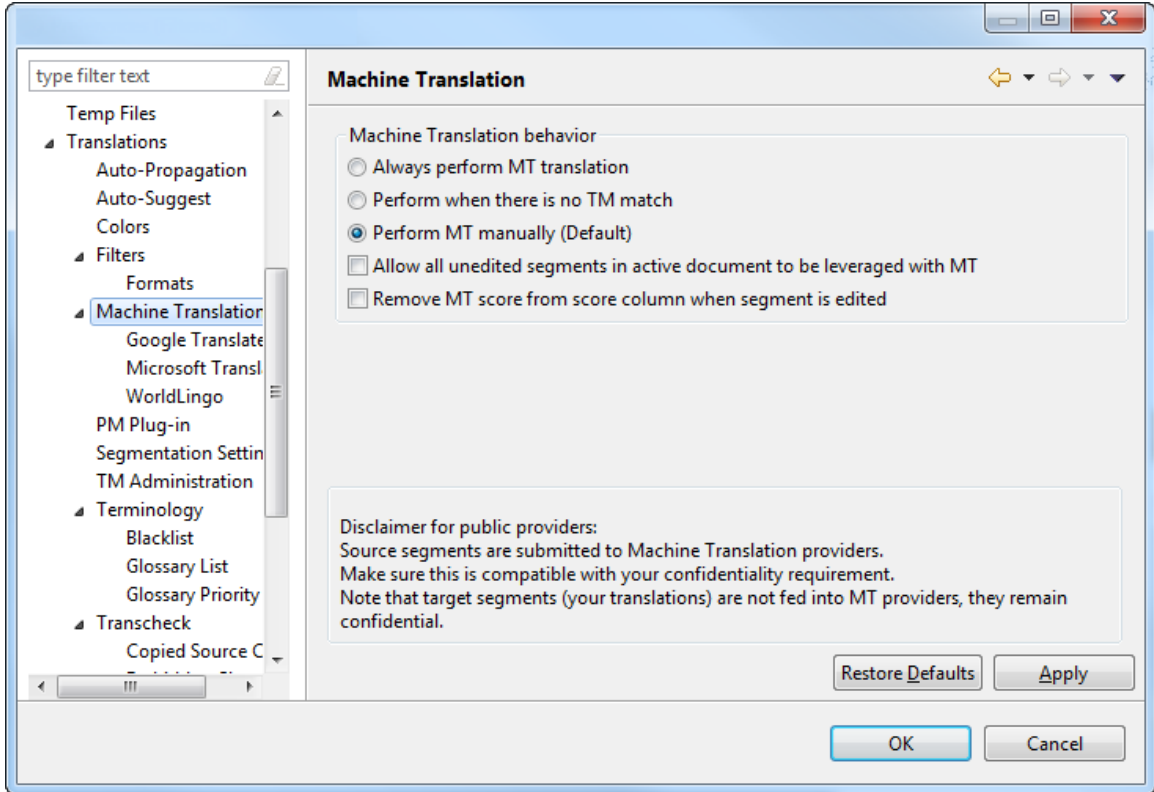 type filter text
Temp Files
Translations
Auto-Propagation
Auto-Suggest
Colors
Filters
Formats
Machine Translation
Google Translate
Microsoft Transl
WorldLingo
PM Plug-in
Segmentation Settin
TM Administration
Terminology
Blacklist
Glossary List
Glossary Priority
Transcheck
Copied Source C
Machine Translation
Machine Translation behavior
Always perform MT translation
Perform when there is no TM match
Perform MT manually (Default)
Allow all unedited segments in active document to be leveraged with MT
Remove MT score from score column when segment is edited
Disclaimer for public providers:
Source segments are submitted to Machine Translation providers.
Make sure this is compatible with your confidentiality requirement.
Note that target segments (your translations) are not fed into MT providers, they remain
confidential.
Restore Defaults
Apply
OK
Cancel